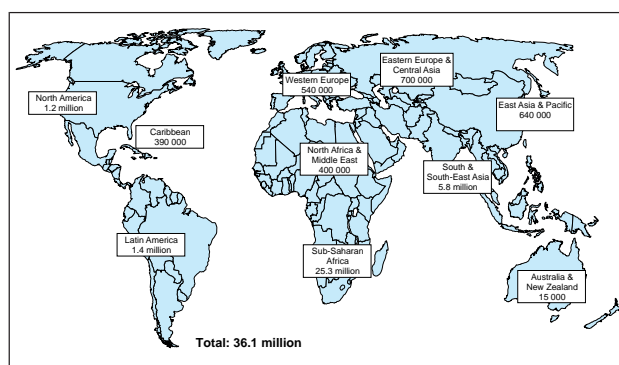 North America
1.2 million
Caribbean
390 000
Latin America
1.4 million
Western Europe
540 000
North Africa &
Middle East
400 000
Sub-Saharan
Africa
25.3 million
Eastern Europe &
Central Asia
700 000
East Asia & Pacific
640 000
South &
South-East Asia
5.8 million
Australia &
New Zealand
15 000
Total: 36.1 million